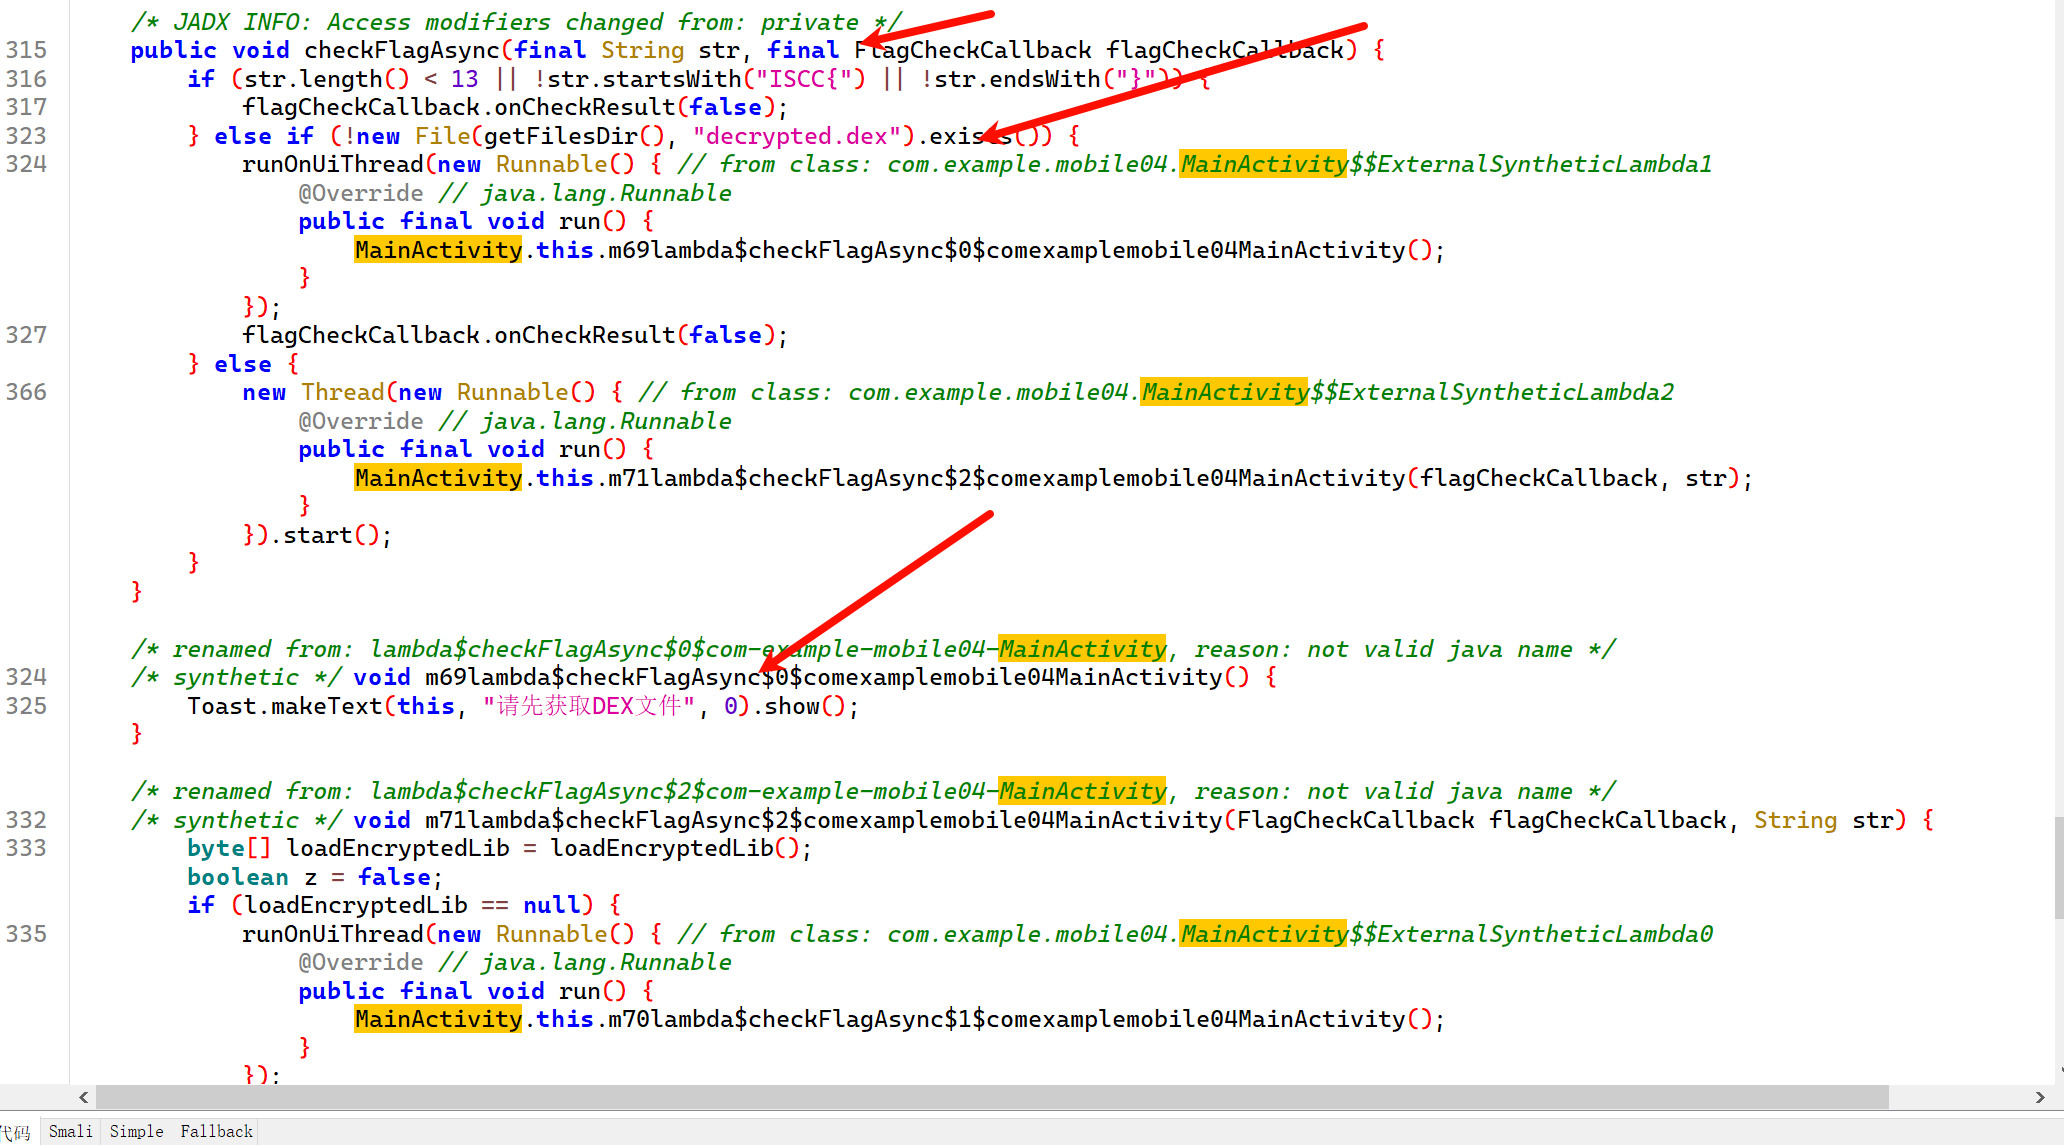 /* JADX INFO: Access modifiers changed from: private */
315 public void checkFlagAsync(final String str, final FlagCheckCallback flagCheckCallback) {
316 if (str.length() < 13 || !str.startsWith("ISCC{") || !str.endsWith("}")) {
317 flagCheckCallback.onCheckResult(false);
323 } else if (!new File(getFilesDir(), "decrypted.dex").exists()) {
324 runOnUiThread(new Runnable() { // from class: com.example.mobile04.MainActivity$$ExternalSyntheticLambda1
@Override // java.lang.Runnable
public final void run() {
MainActivity.this.m69lambda$checkFlagAsync$0$comexamplemobile04MainActivity();
}
});
327 flagCheckCallback.onCheckResult(false);
} else {
366 new Thread(new Runnable() { // from class: com.example.mobile04.MainActivity$$ExternalSyntheticLambda2
@Override // java.lang.Runnable
public final void run() {
MainActivity.this.m71lambda$checkFlagAsync$2$comexamplemobile04MainActivity(flagCheckCallback, str);
}
}).start();
}
}
/* renamed from: lambda$checkFlagAsync$0$com-example-mobile04-MainActivity, reason: not valid java name */
324 /* synthetic */ void m69lambda$checkFlagAsync$0$comexamplemobile04MainActivity() {
325 Toast.makeText(this, "请先获取DEX文件", 0).show();
}
/* renamed from: lambda$checkFlagAsync$2$com-example-mobile04-MainActivity, reason: not valid java name */
332 /* synthetic */ void m71lambda$checkFlagAsync$2$comexamplemobile04MainActivity(FlagCheckCallback flagCheckCallback, String str) {
333 byte[] loadEncryptedLib = loadEncryptedLib();
boolean z = false;
if (loadEncryptedLib == null) {
335 runOnUiThread(new Runnable() { // from class: com.example.mobile04.MainActivity$$ExternalSyntheticLambda0
@Override // java.lang.Runnable
public final void run() {
MainActivity.this.m70lambda$checkFlagAsync$1$comexamplemobile04MainActivity();
}
});
代码 Smali Simple Fallback